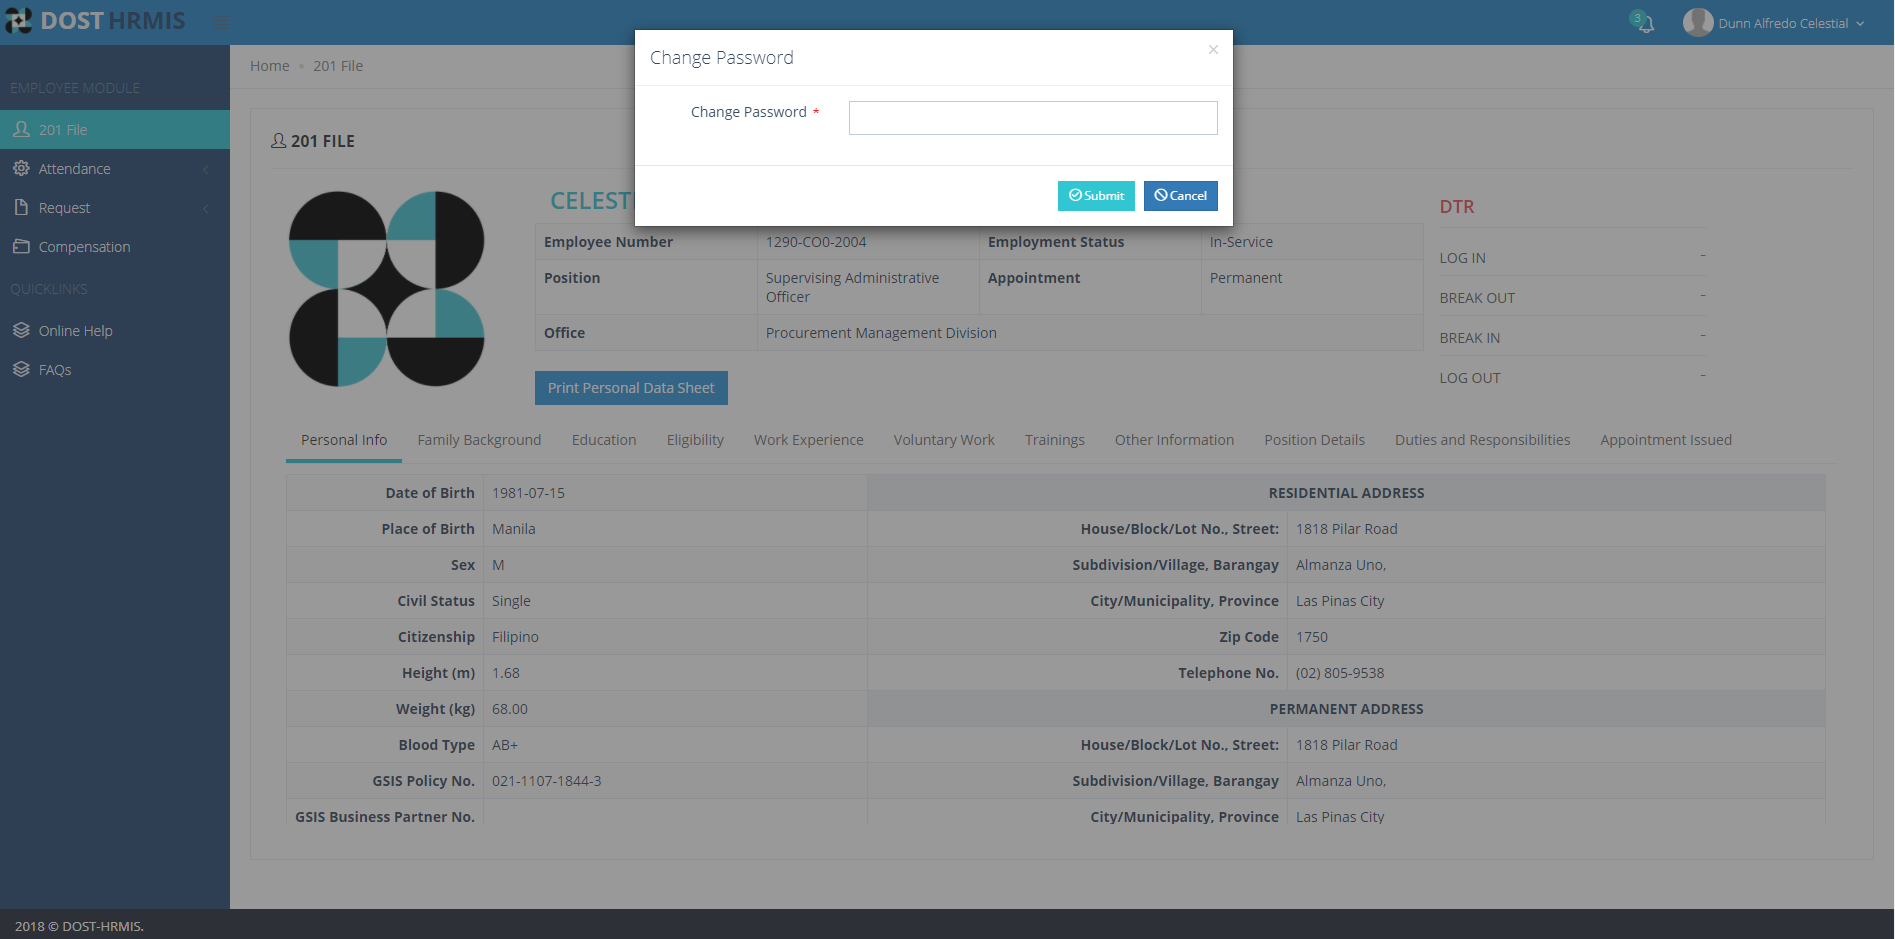 DOST HRMIS
3
Dunn Alfredo Celestial
Change Password
×
Change Password *
Submit
Cancel
Home • 201 File
EMPLOYEE MODULE
201 File
Attendance
Request
Compensation
QUICKLINKS
Online Help
FAQs
201 FILE
CELEST
Employee Number 1290-CO0-2004 Employment Status In-Service
Position Supervising Administrative Officer Appointment Permanent
Office Procurement Management Division
Print Personal Data Sheet
DTR
LOG IN –
BREAK OUT –
BREAK IN –
LOG OUT –
Personal Info Family Background Education Eligibility Work Experience Voluntary Work Trainings Other Information Position Details Duties and Responsibilities Appointment Issued
Date of Birth 1981-07-15
Place of Birth Manila
Sex M
Civil Status Single
Citizenship Filipino
Height (m) 1.68
Weight (kg) 68.00
Blood Type AB+
GSIS Policy No. 021-1107-1844-3
GSIS Business Partner No.
RESIDENTIAL ADDRESS
House/Block/Lot No., Street: 1818 Pilar Road
Subdivision/Village, Barangay Almanza Uno,
City/Municipality, Province Las Pinas City
Zip Code 1750
Telephone No. (02) 805-9538
PERMANENT ADDRESS
House/Block/Lot No., Street: 1818 Pilar Road
Subdivision/Village, Barangay Almanza Uno,
City/Municipality, Province Las Pinas City
2018 © DOST-HRMIS.